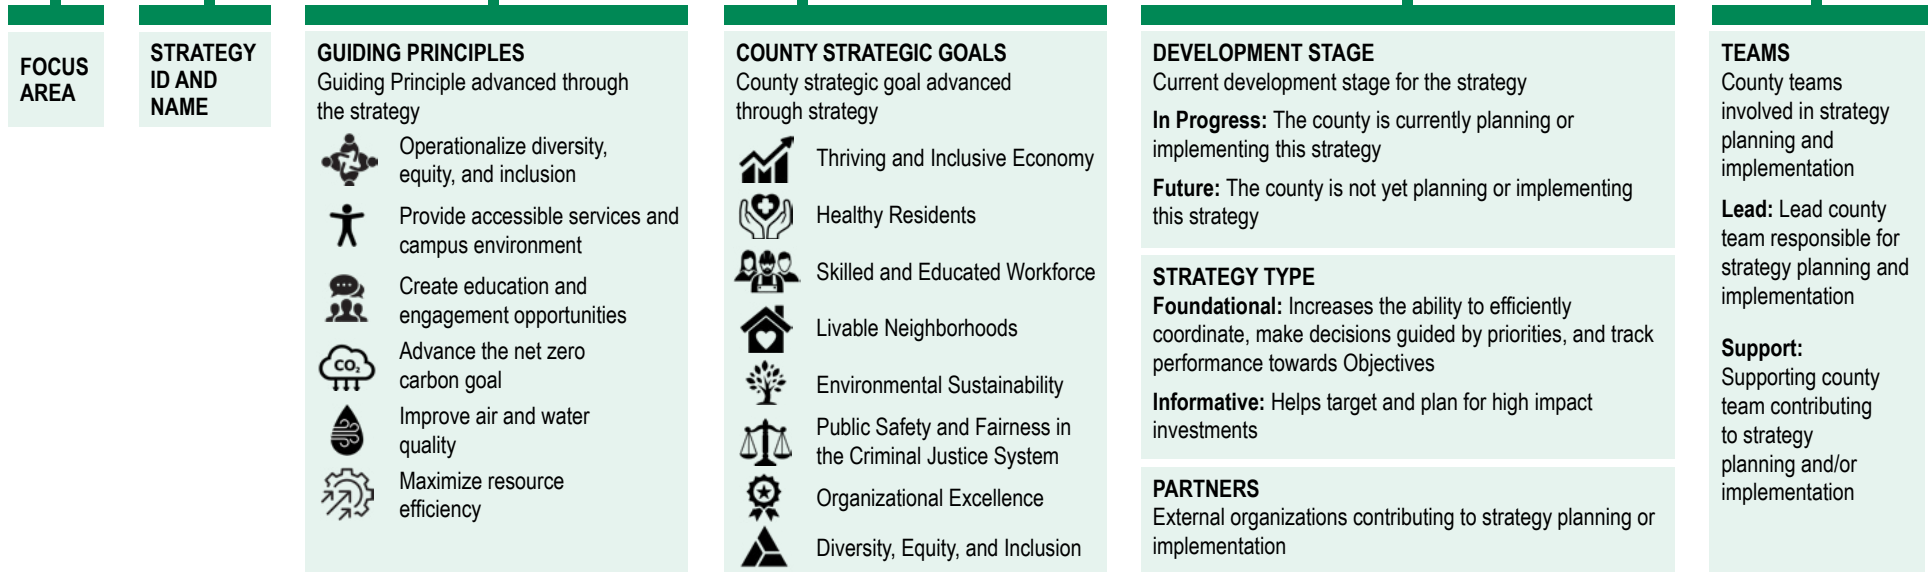 FOCUS
AREA
STRATEGY
ID AND
NAME
GUIDING PRINCIPLES
Guiding Principle advanced through
the strategy
Operationalize diversity,
equity, and inclusion
Provide accessible services and
campus environment
Create education and
engagement opportunities
CO₂
Advance the net zero
carbon goal
Improve air and water
quality
Maximize resource
efficiency
COUNTY STRATEGIC GOALS
County strategic goal advanced
through strategy
Thriving and Inclusive Economy
Healthy Residents
Skilled and Educated Workforce
Livable Neighborhoods
Environmental Sustainability
Public Safety and Fairness in
the Criminal Justice System
Organizational Excellence
Diversity, Equity, and Inclusion
DEVELOPMENT STAGE
Current development stage for the strategy
In Progress: The county is currently planning or
implementing this strategy
Future: The county is not yet planning or implementing
this strategy
STRATEGY TYPE
Foundational: Increases the ability to efficiently
coordinate, make decisions guided by priorities, and track
performance towards Objectives
Informative: Helps target and plan for high impact
investments
PARTNERS
External organizations contributing to strategy planning or
implementation
TEAMS
County teams
involved in strategy
planning and
implementation
Lead: Lead county
team responsible for
strategy planning and
implementation
Support:
Supporting county
team contributing
to strategy
planning and/or
implementation